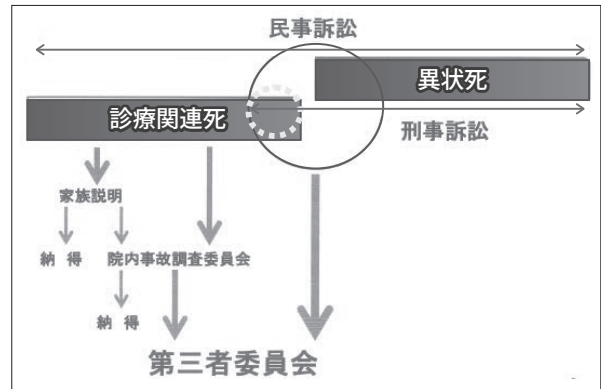 民事訴訟
異状死
診療関連死
刑事訴訟
家族説明
納 得
院内事故調査委員会
納 得
第三者委員会